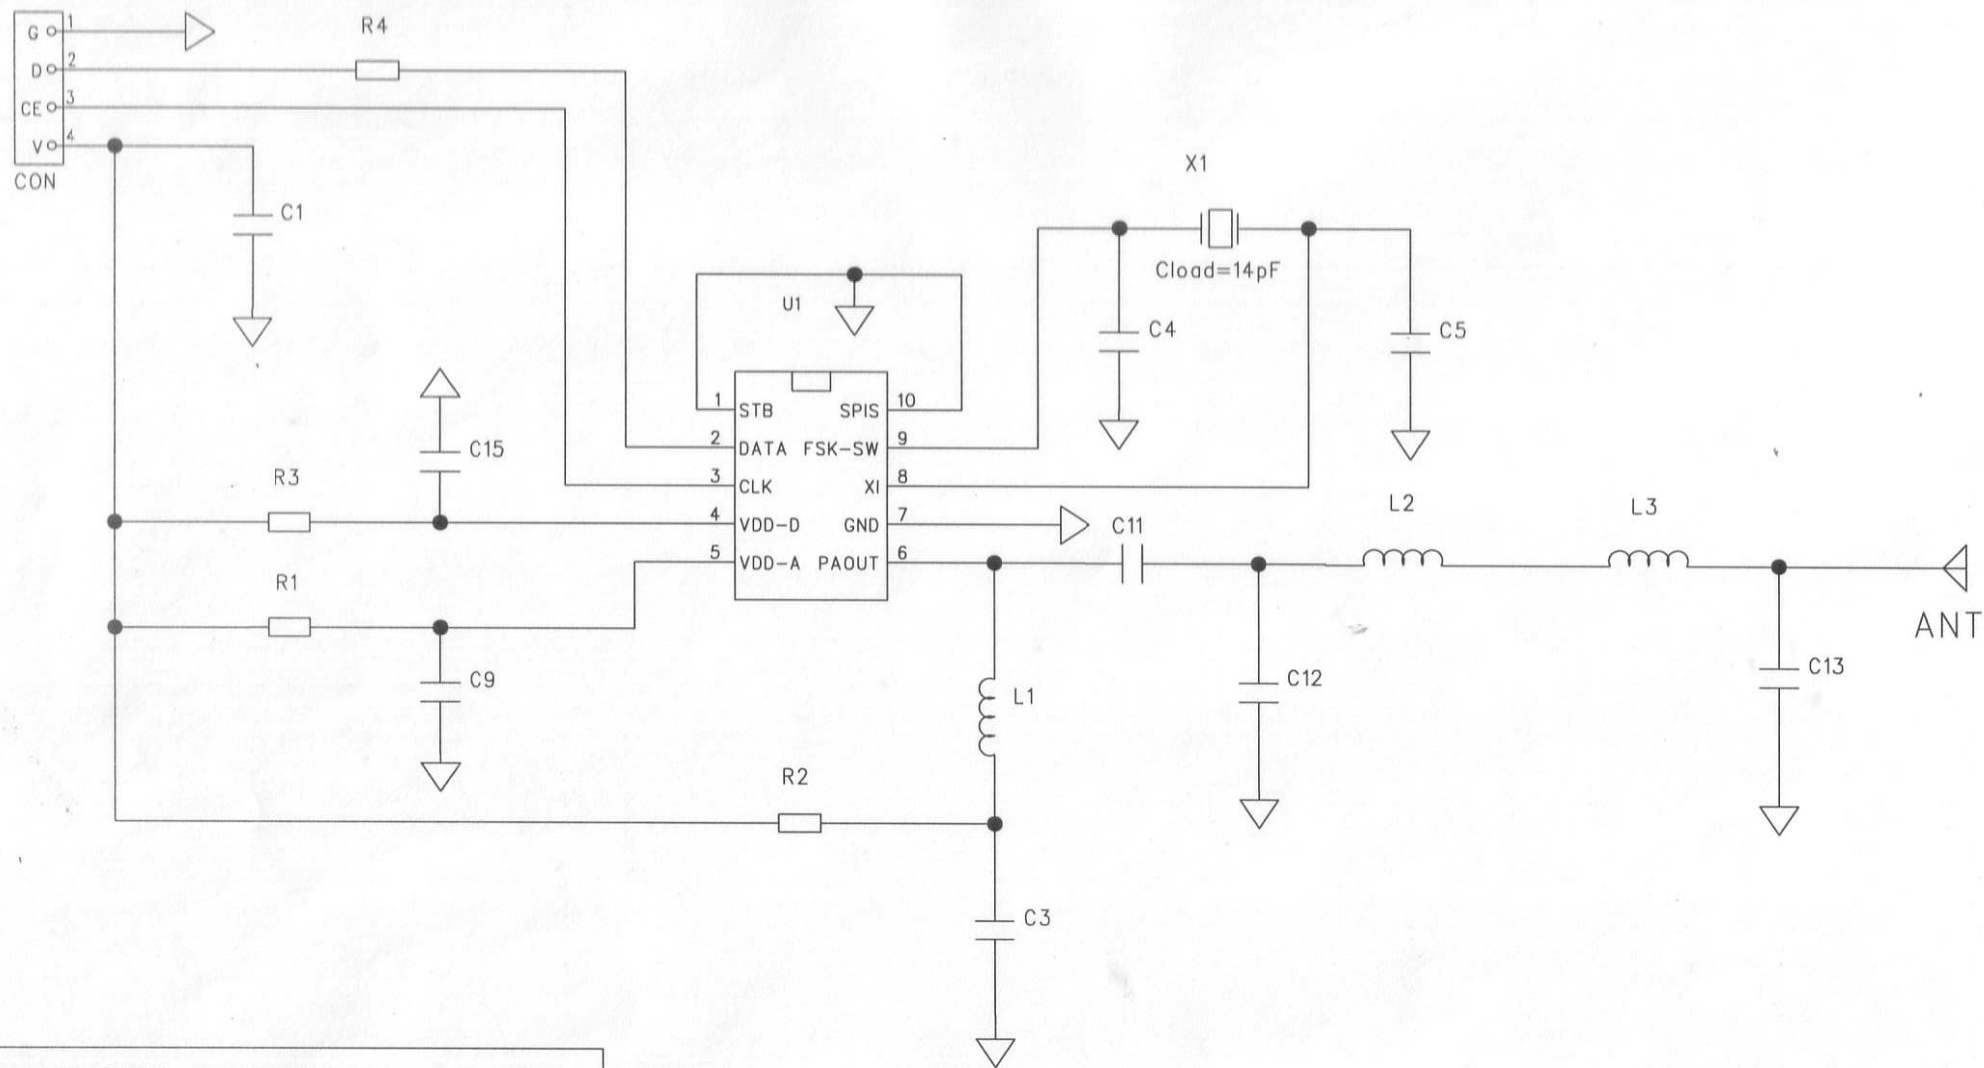 G 1
D 2
CE 3
V 4
CON
R4
C1
X1
Cload=14pF
C4
C5
U1
1 STB SPIS 10
2 DATA FSK-SW 9
3 CLK XI 8
4 VDD-D GND 7
5 VDD-A PAOUT 6
C15
R3
R1
C9
C11
L2
L3
ANT
C12
C13
L1
R2
C3